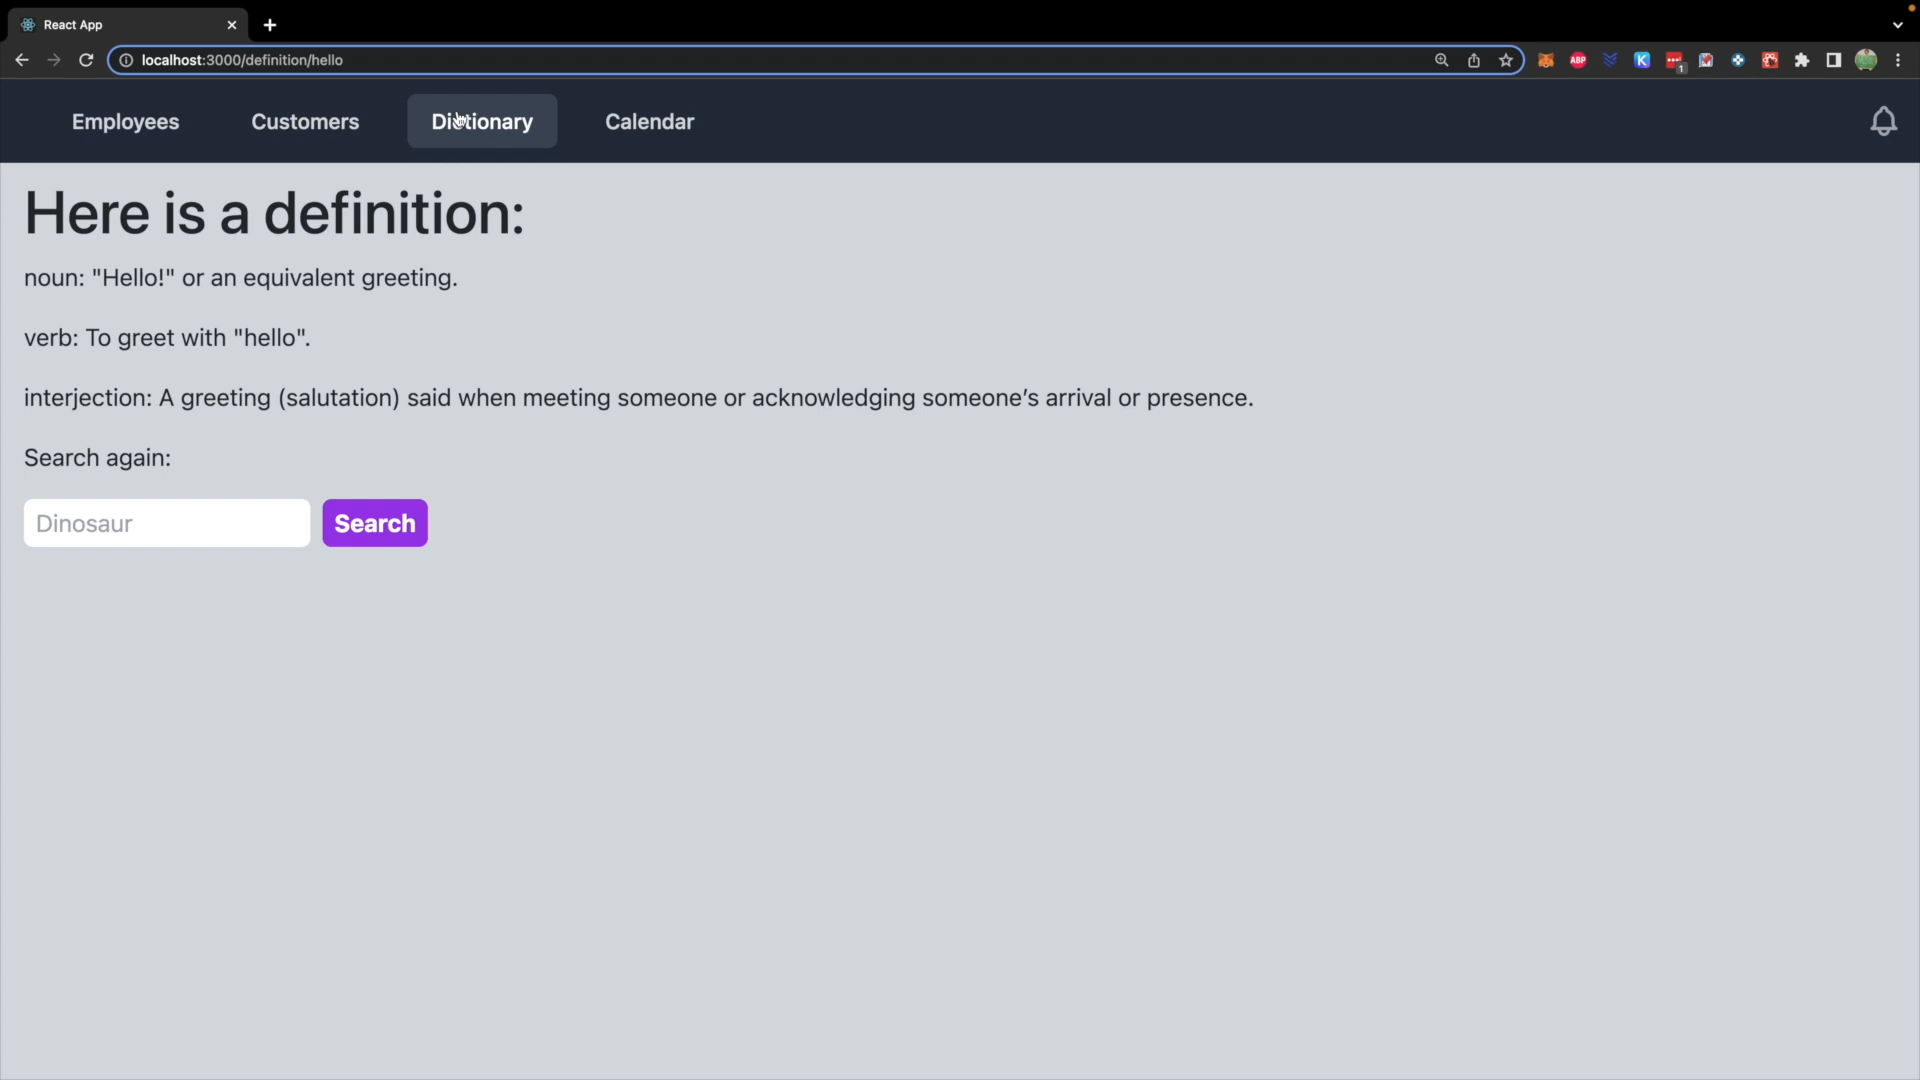 React App
localhost:3000/definition/hello
ABP
K
1
Employees
Customers
Dictionary
Calendar
Here is a definition:
noun: "Hello!" or an equivalent greeting.
verb: To greet with "hello".
interjection: A greeting (salutation) said when meeting someone or acknowledging someone’s arrival or presence.
Search again:
Dinosaur
Search